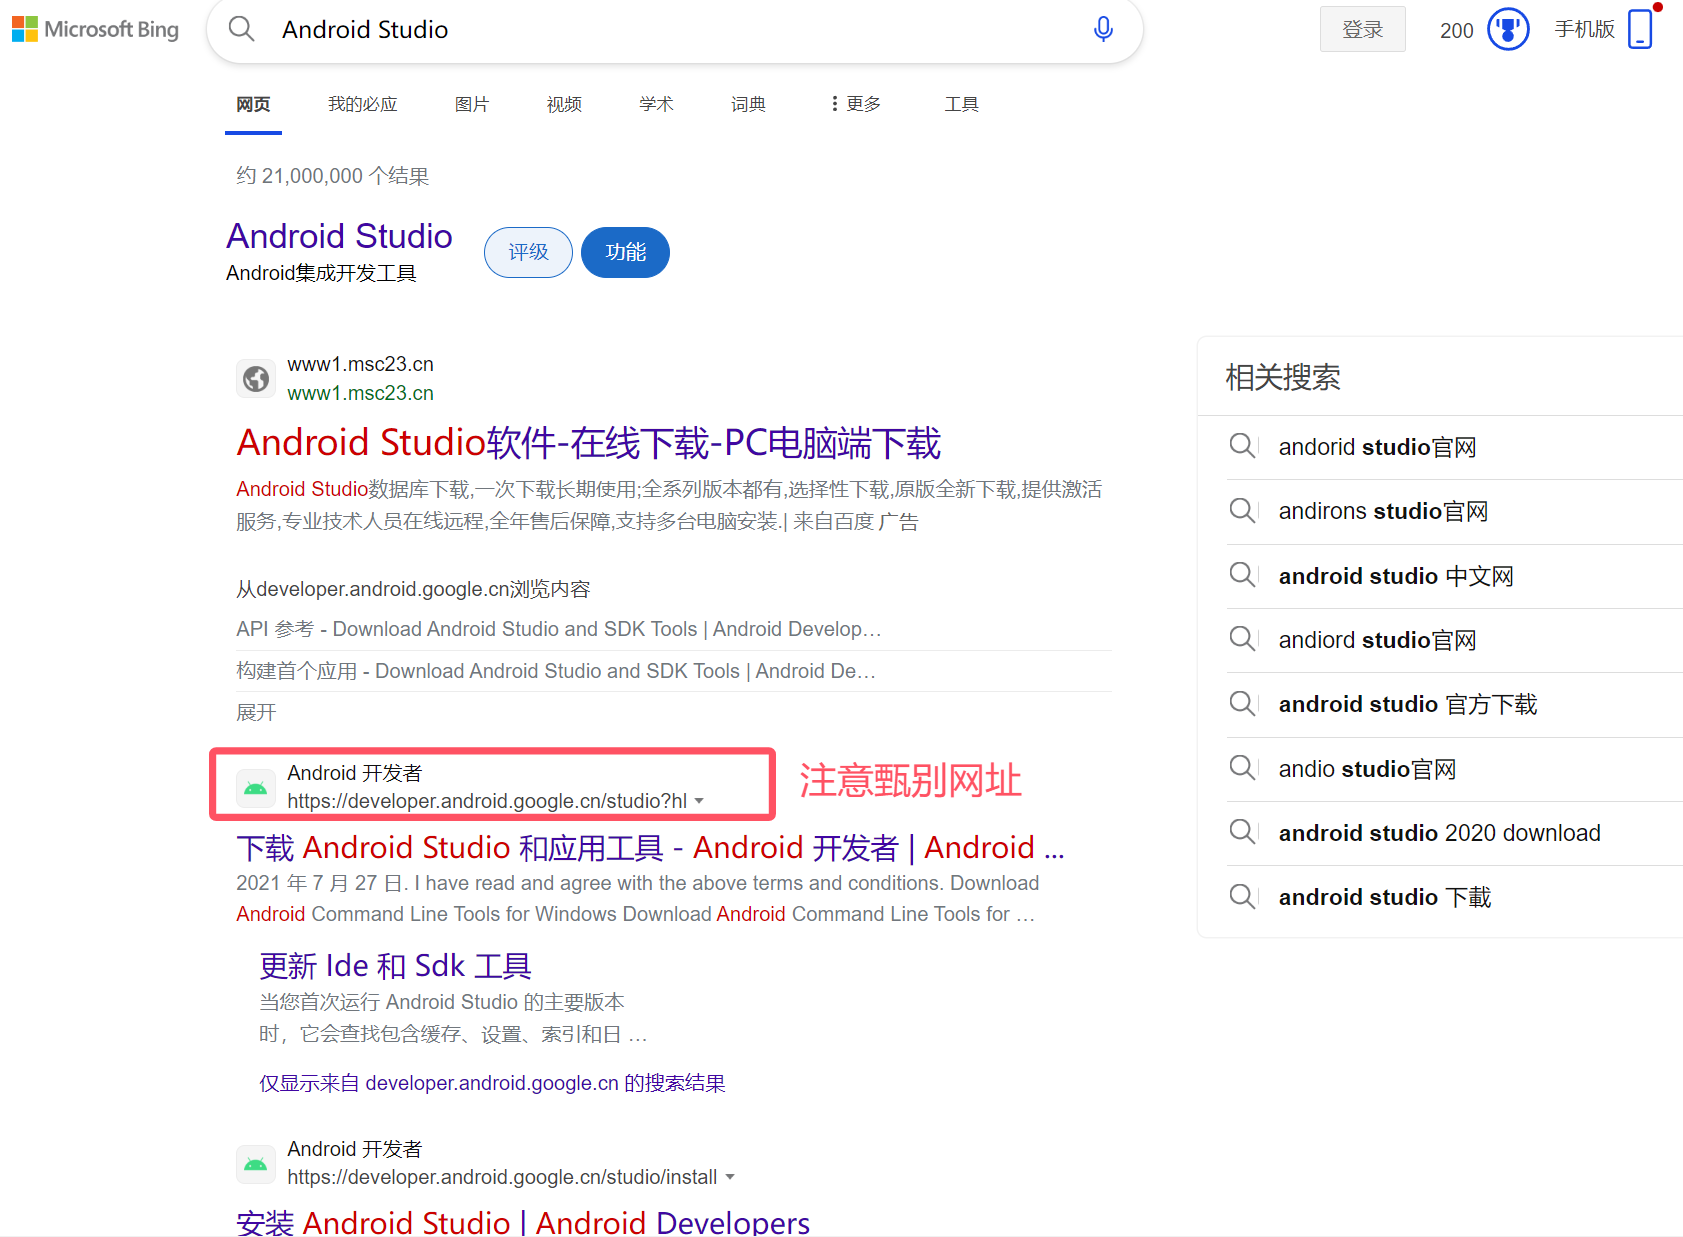 Microsoft Bing
Android Studio
登录
200
手机版
网页
我的必应
图片
视频
学术
词典
更多
工具
约 21,000,000 个结果
Android Studio
Android集成开发工具
评级
功能
www1.msc23.cn
www1.msc23.cn
Android Studio软件-在线下载-PC电脑端下载
Android Studio数据库下载,一次下载长期使用;全系列版本都有,选择性下载,原版全新下载,提供激活
服务,专业技术人员在线远程,全年售后保障,支持多台电脑安装.| 来自百度 广告
从developer.android.google.cn浏览内容
API 参考 - Download Android Studio and SDK Tools | Android Develop…
构建首个应用 - Download Android Studio and SDK Tools | Android De…
展开
Android 开发者
https://developer.android.google.cn/studio?hl
注意甄别网址
下载 Android Studio 和应用工具 - Android 开发者 | Android ...
2021 年 7 月 27 日. I have read and agree with the above terms and conditions. Download
Android Command Line Tools for Windows Download Android Command Line Tools for …
更新 Ide 和 Sdk 工具
当您首次运行 Android Studio 的主要版本
时，它会查找包含缓存、设置、索引和日 …
仅显示来自 developer.android.google.cn 的搜索结果
Android 开发者
https://developer.android.google.cn/studio/install
安装 Android Studio | Android Developers
相关搜索
andorid studio官网
andirons studio官网
android studio 中文网
andiord studio官网
android studio 官方下载
andio studio官网
android studio 2020 download
android studio 下載